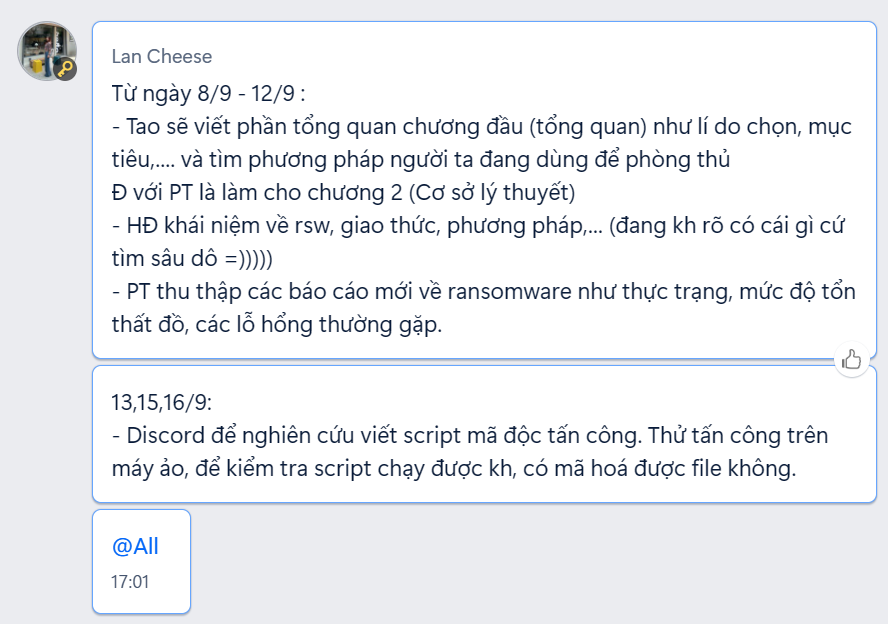 Lan Cheese
Từ ngày 8/9 - 12/9 :
- Tao sẽ viết phần tổng quan chương đầu (tổng quan) như lí do chọn, mục
tiêu,.... và tìm phương pháp người ta đang dùng để phòng thủ
Đ với PT là làm cho chương 2 (Cơ sở lý thuyết)
- HĐ khái niệm về rsw, giao thức, phương pháp,... (đang kh rõ có cái gì cứ
tìm sâu dô =)))))
- PT thu thập các báo cáo mới về ransomware như thực trạng, mức độ tổn
thất đồ, các lỗ hổng thường gặp.
13,15,16/9:
- Discord để nghiên cứu viết script mã độc tấn công. Thử tấn công trên
máy ảo, để kiểm tra script chạy được kh, có mã hoá được file không.
@All
17:01